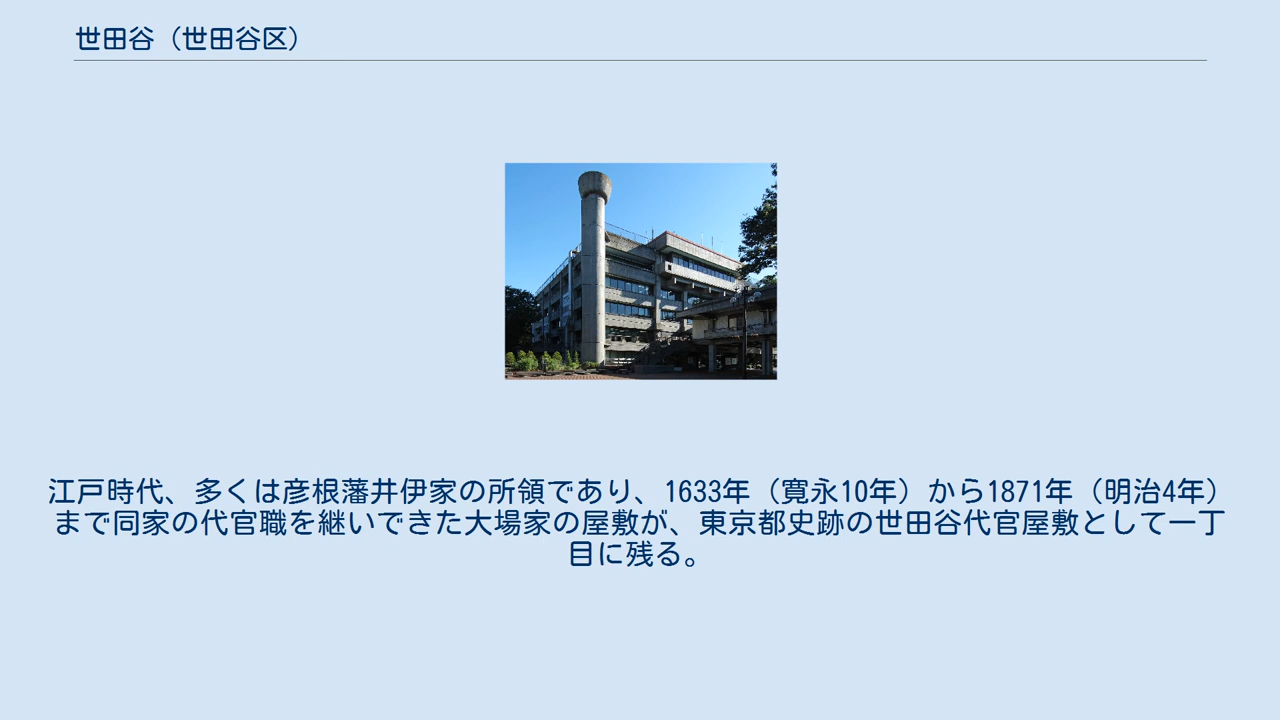 世田谷（世田谷区）
江戸時代、多くは彦根藩井伊家の所領であり、1633年（寛永10年）から1871年（明治4年）
まで同家の代官職を継いできた大場家の屋敷が、東京都史跡の世田谷代官屋敷として一丁
目に残る。